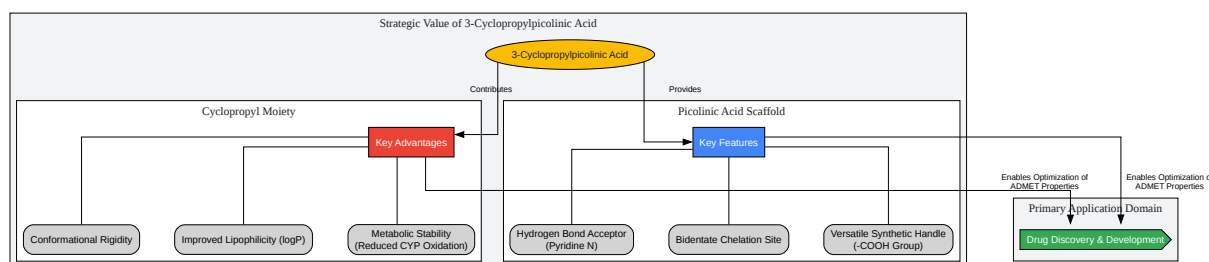 Strategic Value of 3-Cyclopropylpicolinic Acid
3-Cyclopropylpicolinic Acid
Contributes
Provides
Cyclopropyl Moiety
Picolinic Acid Scaffold
Key Advantages
Key Features
Enables Optimization of
ADMET Properties
Enables Optimization
ADMET Properties
Primary Application Domain
Conformational Rigidity
Improved Lipophilicity (logP)
Metabolic Stability
(Reduced CYP Oxidation)
Hydrogen Bond Acceptor
(Pyridine N)
Bidentate Chelation Site
Versatile Synthetic Handle
(-COOH Group)
Drug Discovery & Development